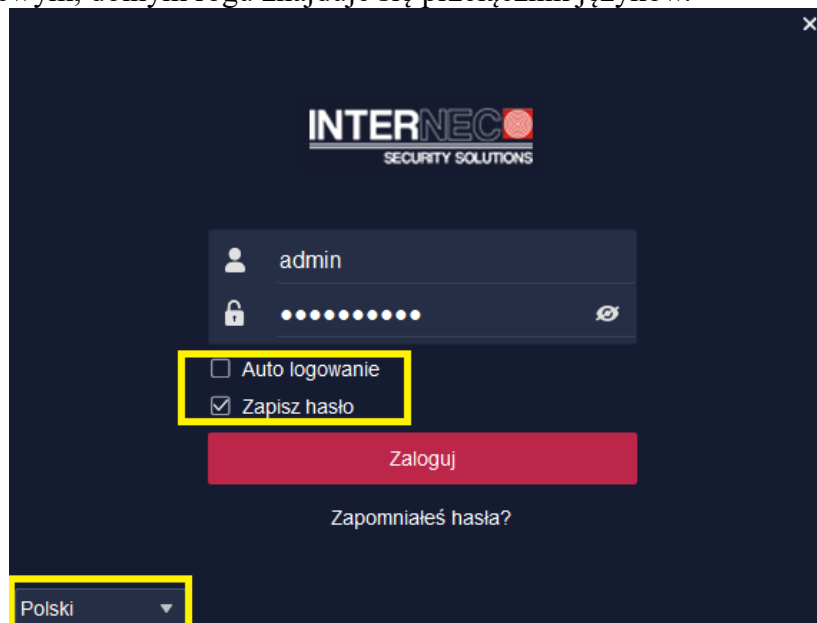 INTERNEC
SECURITY SOLUTIONS
admin
Auto logowanie
Zapisz hasło
Zaloguj
Zapomniałeś hasła?
Polski